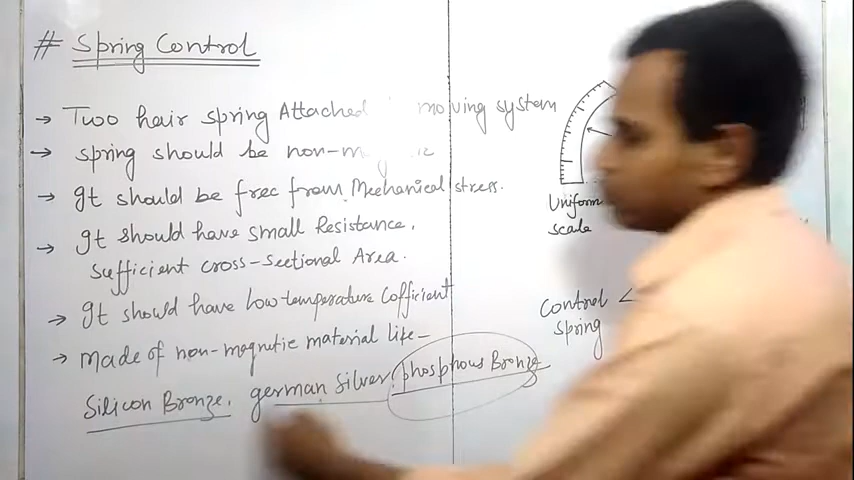 # Spring Control
→ Two hair spring Attached moving system
→ spring should be non-m
→ It should be free from Mechanical stress.
→ It should have small Resistance,
sufficient cross-sectional Area.
→ It should have Low temperature Cofficient
→ made of non-magnetic material like-
Silicon Bronze, german silver, phosphous Bronze
Uniform
scale
Control
spring